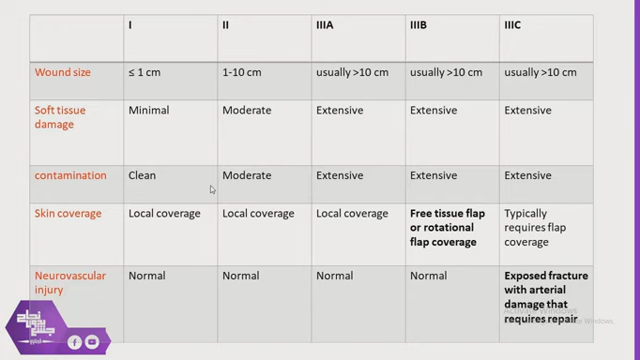 I II IIIA IIIB IIIC
Wound size ≤ 1 cm 1-10 cm usually >10 cm usually >10 cm usually >10 cm
Soft tissue damage Minimal Moderate Extensive Extensive Extensive
contamination Clean Moderate Extensive Extensive Extensive
Skin coverage Local coverage Local coverage Local coverage Free tissue flap or rotational flap coverage Typically requires flap coverage
Neurovascular injury Normal Normal Normal Normal Exposed fracture with arterial damage that requires repair